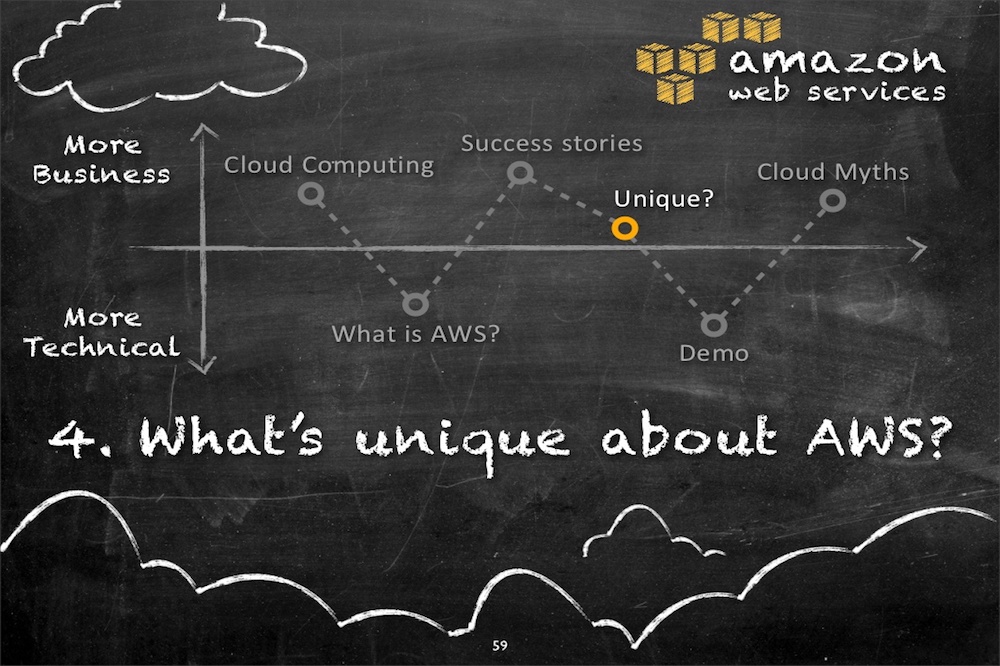 amazon
web services
More
Business
Cloud Computing
Success stories
Unique?
Cloud Myths
More
Technical
What is AWS?
Demo
4. What's unique about AWS?
59